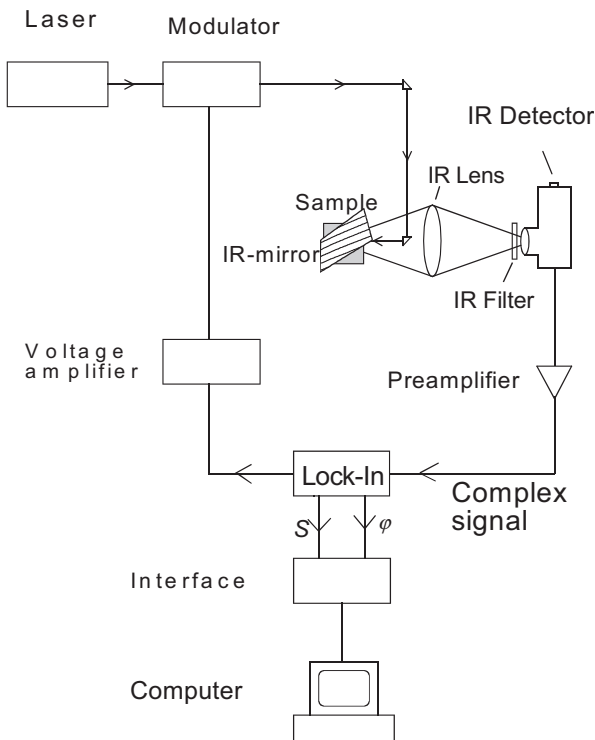 Laser
Modulator
IR Detector
IR Lens
Sample
IR-mirror
IR Filter
Voltage
amplifier
Preamplifier
Lock-In
Complex
signal
S
φ
Interface
Computer